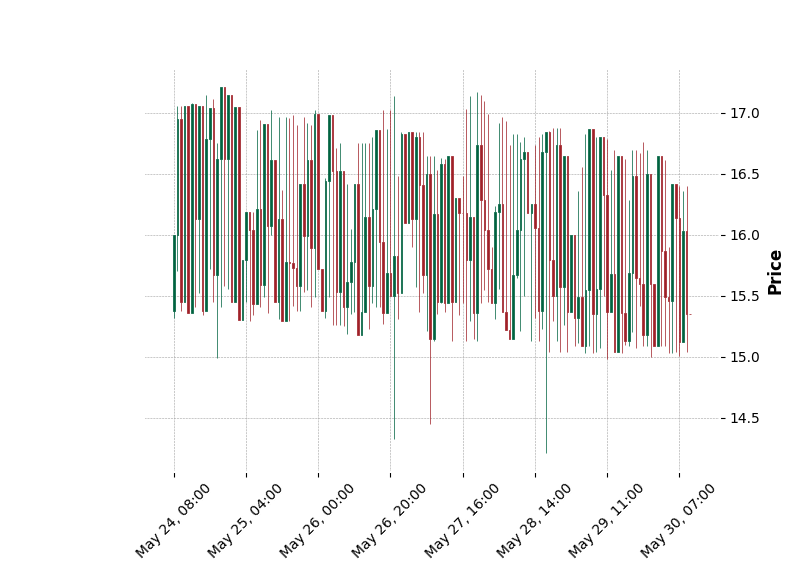 17.0
16.5
16.0
15.5
15.0
14.5
Price
May 24, 08:00
May 25, 04:00
May 26, 00:00
May 26, 20:00
May 27, 16:00
May 28, 14:00
May 29, 11:00
May 30, 07:00